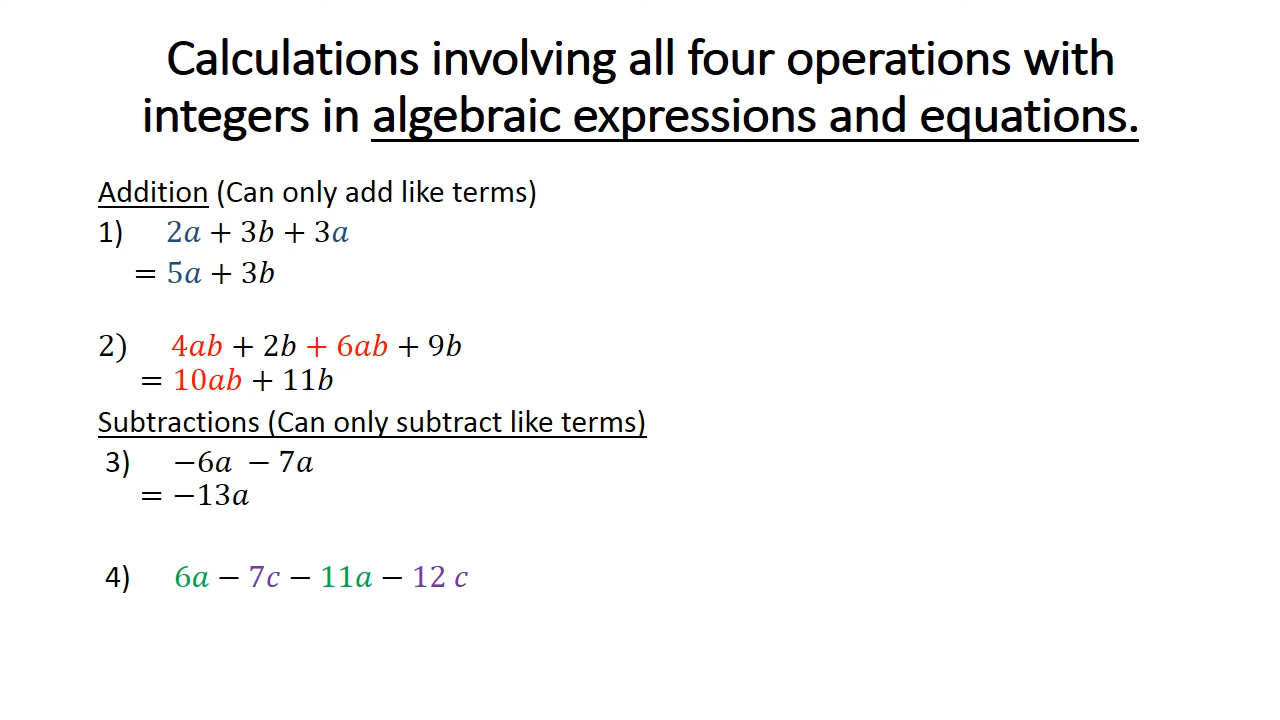 Calculations involving all four operations with
integers in algebraic expressions and equations.
Addition (Can only add like terms)
1) 2a + 3b + 3a
= 5a + 3b
2) 4ab + 2b + 6ab + 9b
= 10ab + 11b
Subtractions (Can only subtract like terms)
3) −6a − 7a
= −13a
4) 6a − 7c − 11a − 12 c